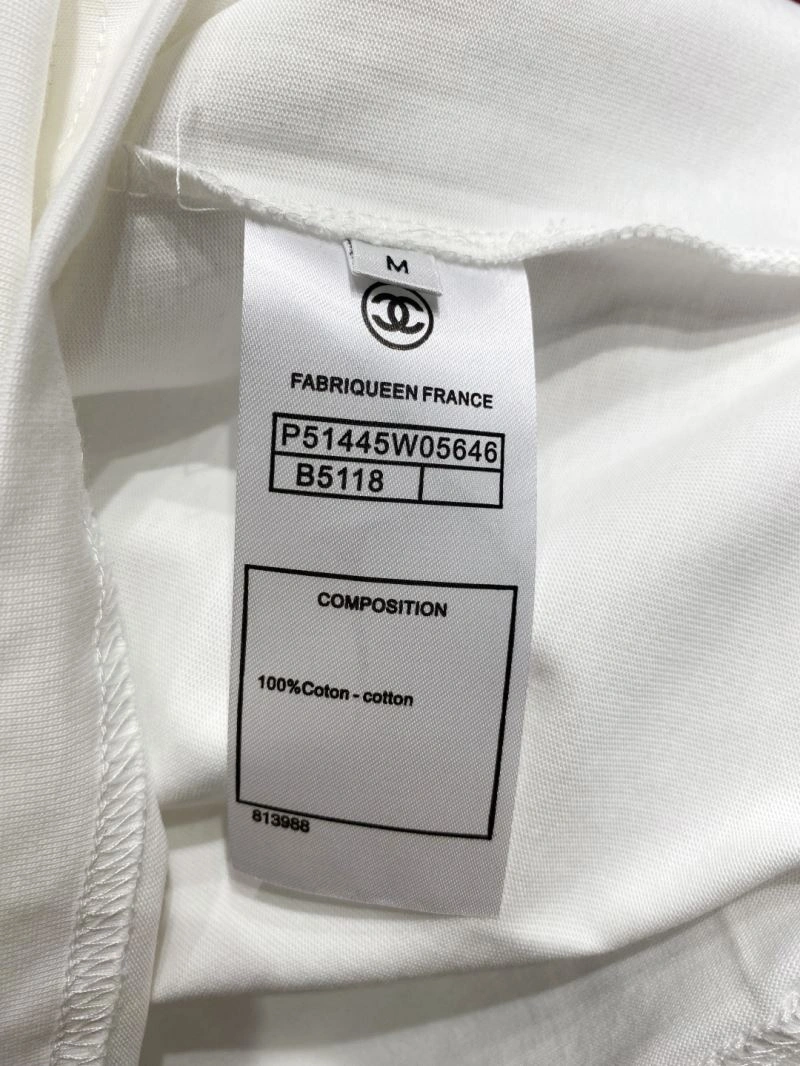 M
FABRIQUEEN FRANCE
P51445W05646
B5118
COMPOSITION
100%Coton - cotton
813988